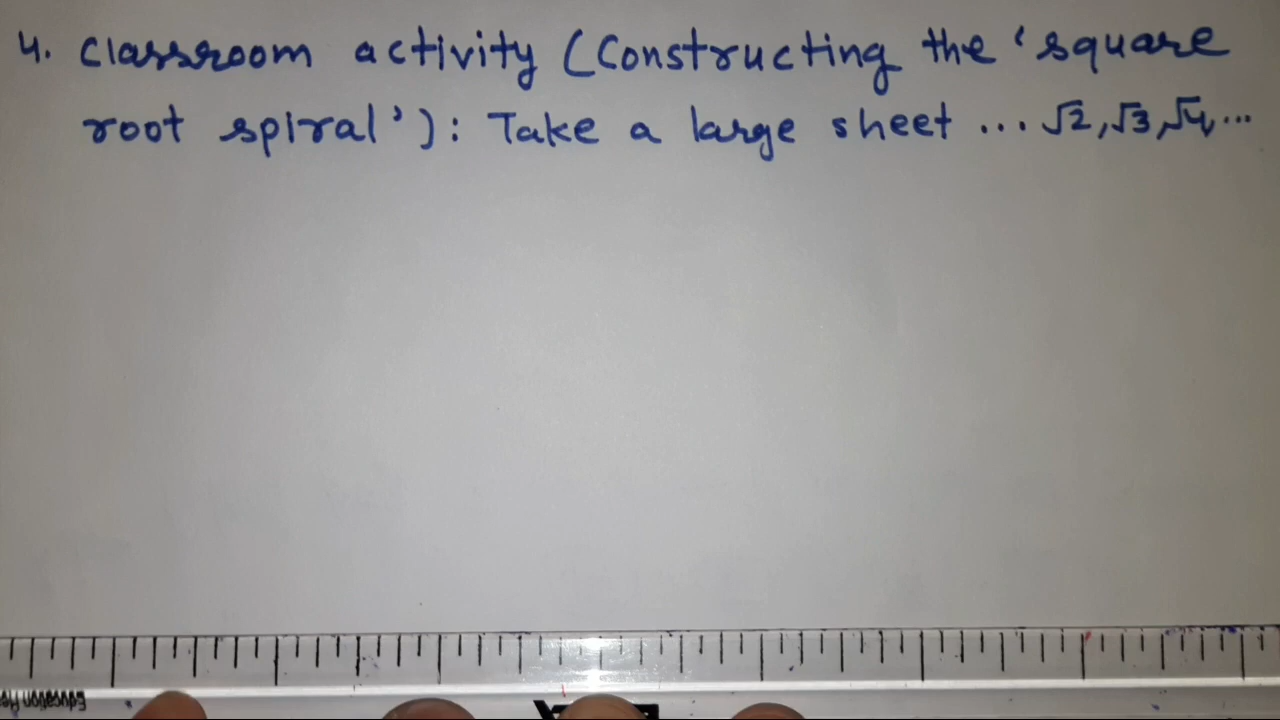 4. Classroom activity (Constructing the 'square
root spiral'): Take a large sheet ... √2, √3, √4, ...